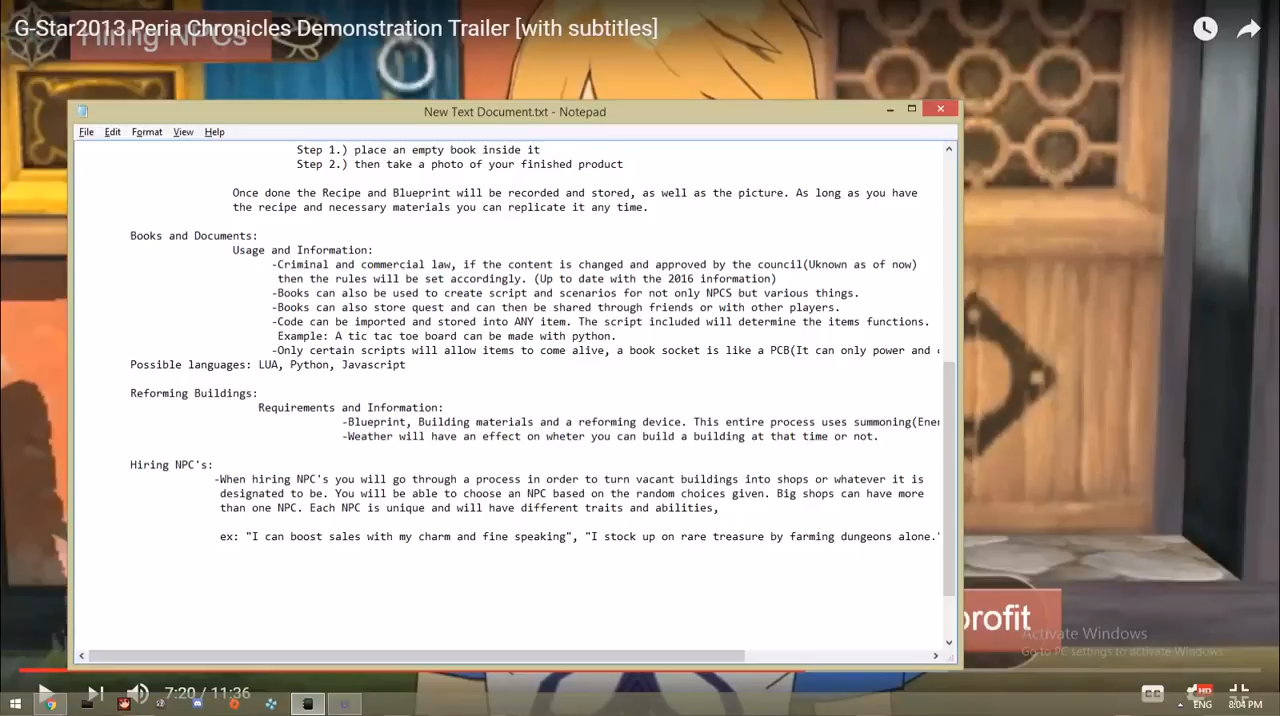 G-Star2013 Peria Chronicles Demonstration Trailer [with subtitles]
Hiring NPCs
New Text Document.txt - Notepad
File Edit Format View Help
Step 1.) place an empty book inside it
Step 2.) then take a photo of your finished product
Once done the Recipe and Blueprint will be recorded and stored, as well as the picture. As long as you have
the recipe and necessary materials you can replicate it any time.
Books and Documents:
Usage and Information:
-Criminal and commercial law, if the content is changed and approved by the council(Uknown as of now)
then the rules will be set accordingly. (Up to date with the 2016 information)
-Books can also be used to create script and scenarios for not only NPCS but various things.
-Books can also store quest and can then be shared through friends or with other players.
-Code can be imported and stored into ANY item. The script included will determine the items functions.
Example: A tic tac toe board can be made with python.
-Only certain scripts will allow items to come alive, a book socket is like a PCB(It can only power and
Possible languages: LUA, Python, Javascript
Reforming Buildings:
Requirements and Information:
-Blueprint, Building materials and a reforming device. This entire process uses summoning(Ener
-Weather will have an effect on wheter you can build a building at that time or not.
Hiring NPC's:
-When hiring NPC's you will go through a process in order to turn vacant buildings into shops or whatever it is
designated to be. You will be able to choose an NPC based on the random choices given. Big shops can have more
than one NPC. Each NPC is unique and will have different traits and abilities,
ex: "I can boost sales with my charm and fine speaking", "I stock up on rare treasure by farming dungeons alone."
profit
Activate Windows
Go to PC settings to activate Windows.
7:20 / 11:36
CC
HD
ENG
8:04 PM